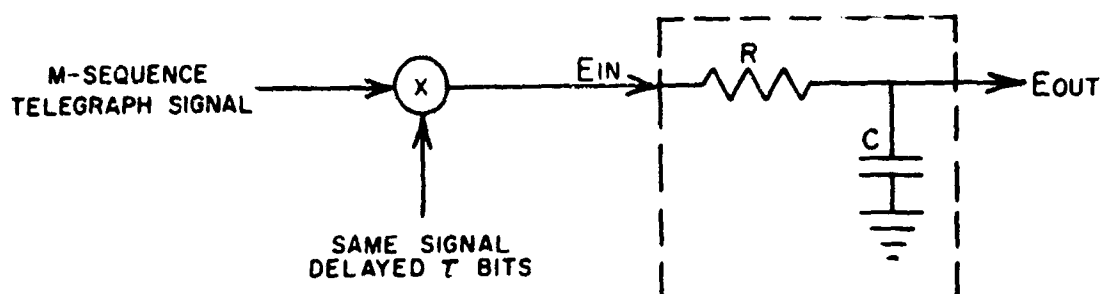 M-SEQUENCE
TELEGRAPH SIGNAL
X
EIN
R
C
EOUT
SAME SIGNAL
DELAYED τ BITS